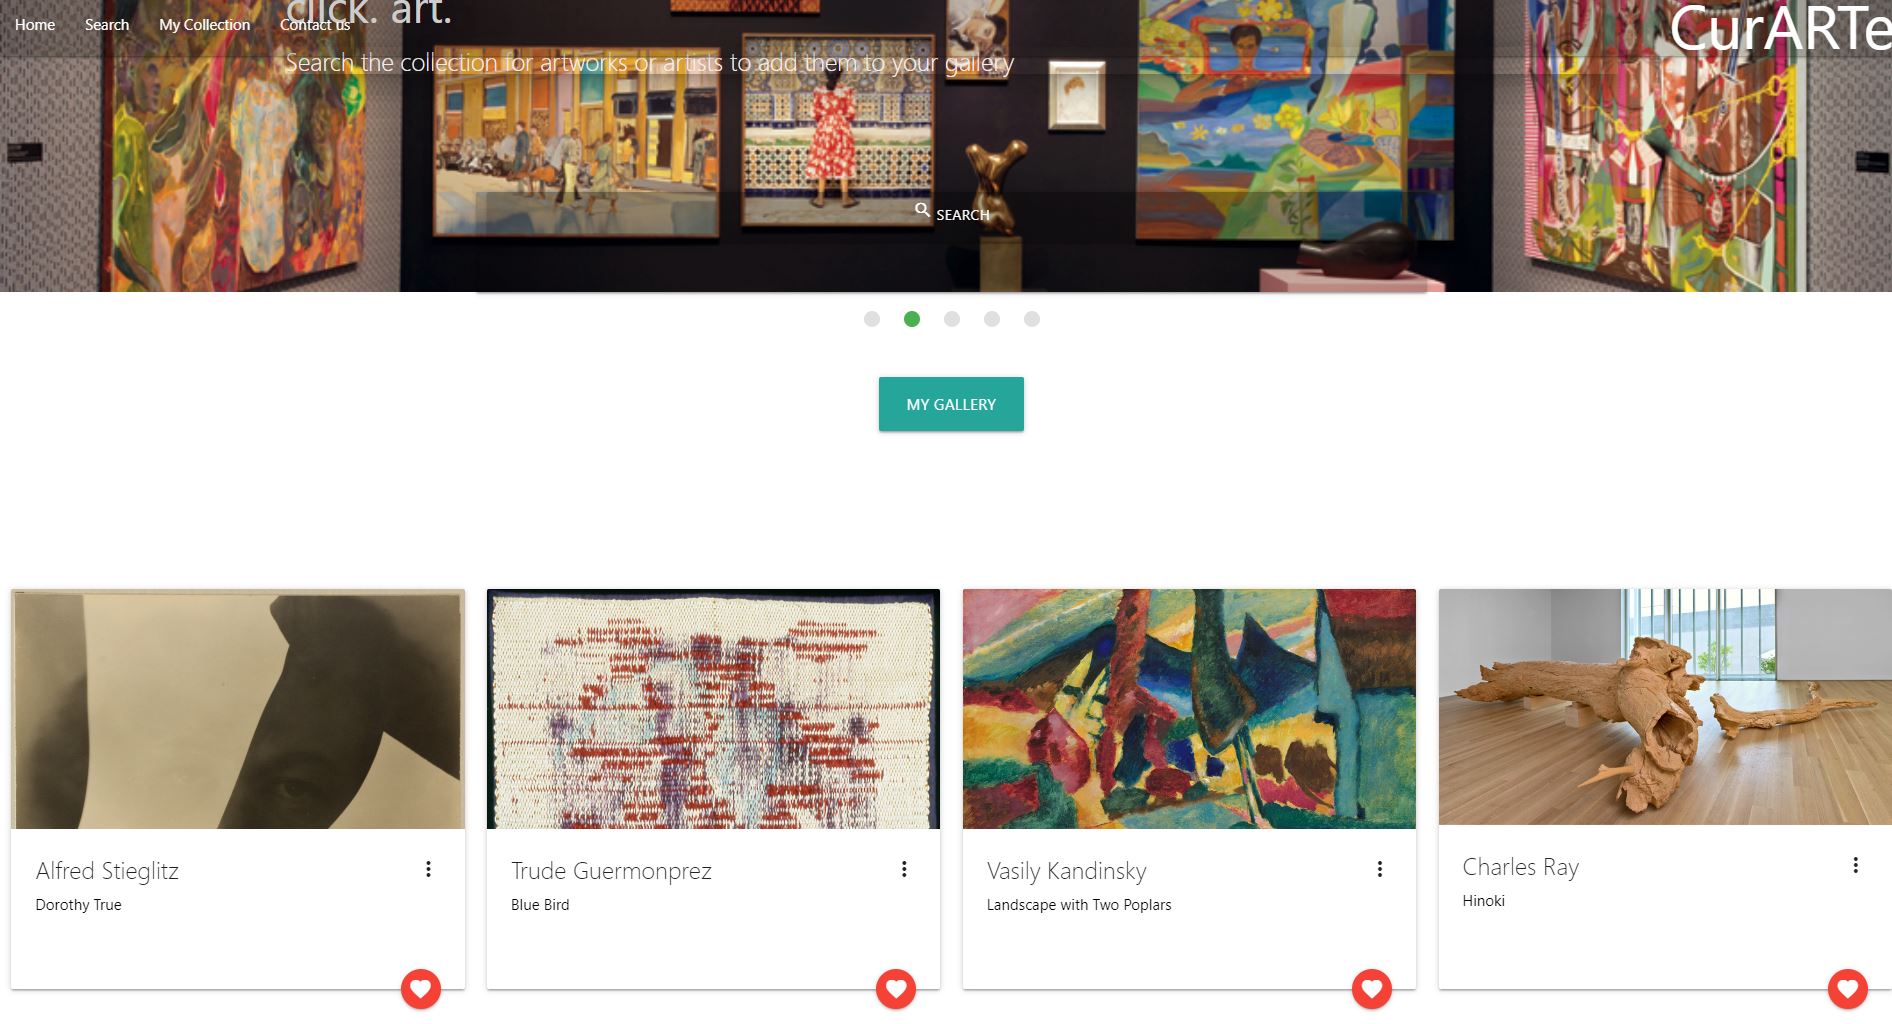 Home Search My Collection Contact us
CurARTe
click. art.
Search the collection for artworks or artists to add them to your gallery
SEARCH
MY GALLERY
Alfred Stieglitz
Dorothy True
Trude Guermonprez
Blue Bird
Vasily Kandinsky
Landscape with Two Poplars
Charles Ray
Hinoki